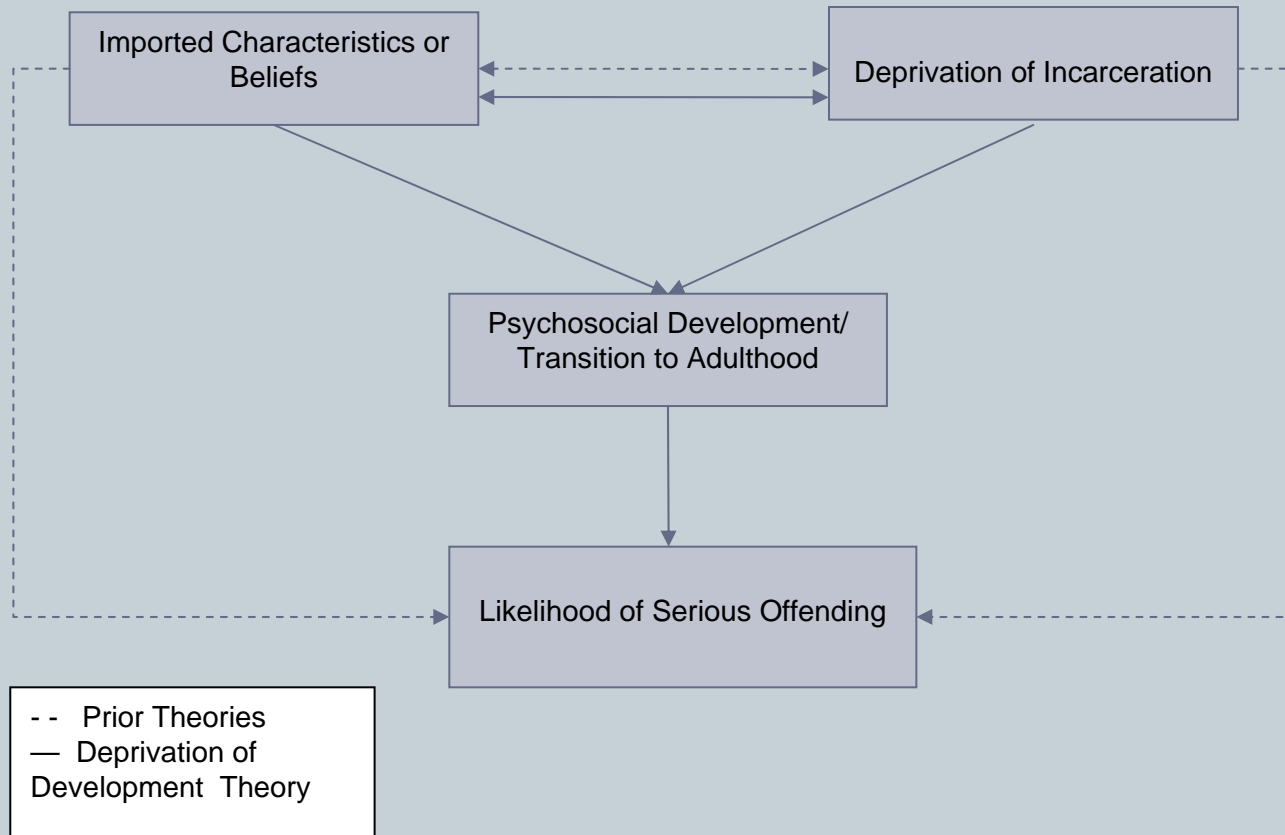 Imported Characteristics or
Beliefs
Deprivation of Incarceration
Psychosocial Development/
Transition to Adulthood
Likelihood of Serious Offending
- - Prior Theories
— Deprivation of
Development Theory